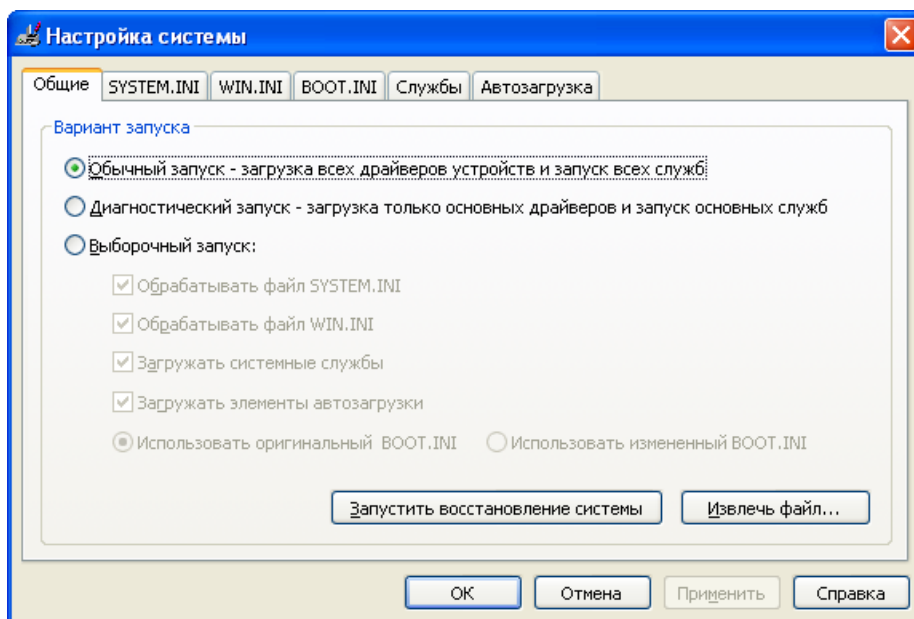 Настройка системы
Общие SYSTEM.INI WIN.INI BOOT.INI Службы Автозагрузка
Вариант запуска
Обычный запуск - загрузка всех драйверов устройств и запуск всех служб
Диагностический запуск - загрузка только основных драйверов и запуск основных служб
Выборочный запуск:
Обрабатывать файл SYSTEM.INI
Обрабатывать файл WIN.INI
Загружать системные службы
Загружать элементы автозагрузки
Использовать оригинальный BOOT.INI Использовать измененный BOOT.INI
Запустить восстановление системы Извлечь файл...
ОК Отмена Применить Справка